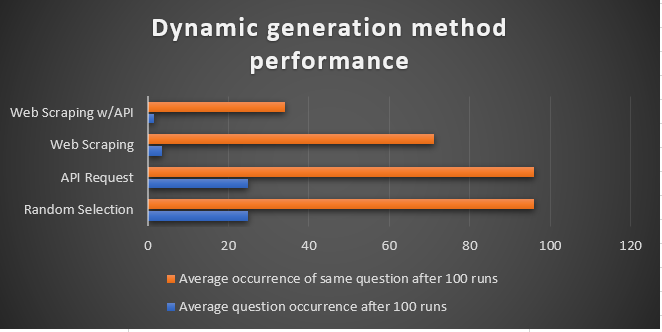 Dynamic generation method
performance
Web Scraping w/API
Web Scraping
API Request
Random Selection
0 20 40 60 80 100 120
Average occurrence of same question after 100 runs
Average question occurrence after 100 runs